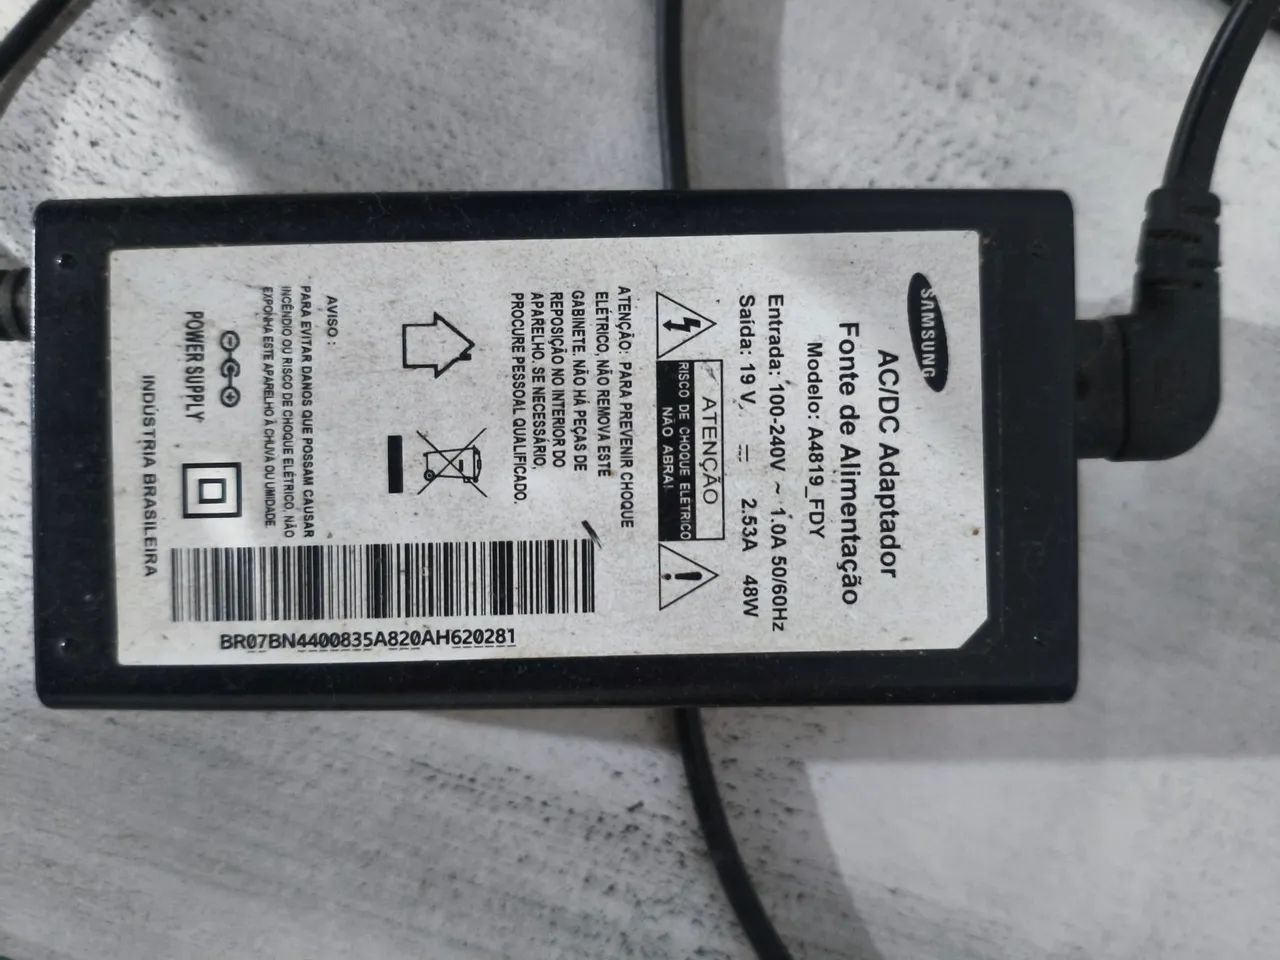 SAMSUNG
AC/DC Adaptador
Fonte de Alimentação
Modelo: A4819_FDY
Entrada: 100-240V ~ 1.0A 50/60Hz
Saída: 19 V ⎓ 2.53A 48W
ATENÇÃO
RISCO DE CHOQUE ELÉTRICO
NÃO ABRA!
ATENÇÃO: PARA PREVENIR CHOQUE
ELÉTRICO, NÃO REMOVA ESTE
GABINETE. NÃO HÁ PEÇAS DE
REPOSIÇÃO NO INTERIOR DO
APARELHO. SE NECESSÁRIO,
PROCURE PESSOAL QUALIFICADO.
AVISO :
PARA EVITAR DANOS QUE POSSAM CAUSAR
INCÊNDIO OU RISCO DE CHOQUE ELÉTRICO, NÃO
EXPONHA ESTE APARELHO À CHUVA OU UMIDADE.
POWER SUPPLY
INDÚSTRIA BRASILEIRA
BR07BN4400835A820AH620281